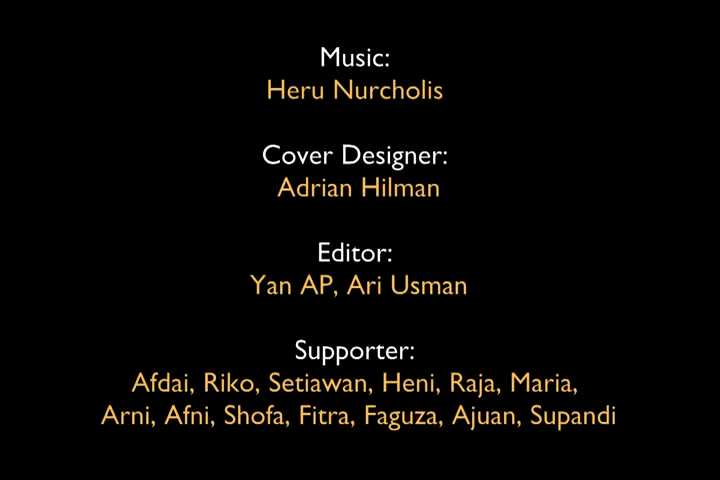 Music:
Heru Nurcholis
Cover Designer:
Adrian Hilman
Editor:
Yan AP, Ari Usman
Supporter:
Afdai, Riko, Setiawan, Heni, Raja, Maria,
Arni, Afni, Shofa, Fitra, Faguza, Ajuan, Supandi